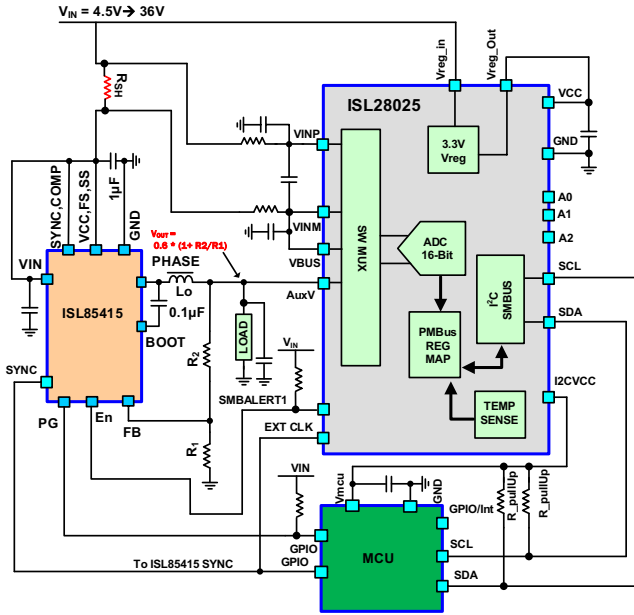 VIN = 4.5V→ 36V
RSH
Vreg_in
Vreg_Out
ISL28025
VCC
3.3V
Vreg
GND
VINP
A0
A1
A2
SYNC,COMP
VCC,FS,SS
1µF
GND
VINM
VBUS
SW MUX
ADC
16-Bit
VOUT =
0.6 * (1+ R2/R1)
SCL
VIN
PHASE
Lo
AuxV
I²C
SMBUS
ISL85415
0.1µF
SDA
LOAD
PMBus
REG
MAP
BOOT
VIN
R2
SYNC
I2CVCC
SMBALERT1
TEMP
SENSE
PG
En
FB
EXT CLK
R1
VIN
Vmcu
GND
R_pullUp
R_pullUp
GPIO/Int
GPIO
MCU
SCL
To ISL85415 SYNC
GPIO
SDA